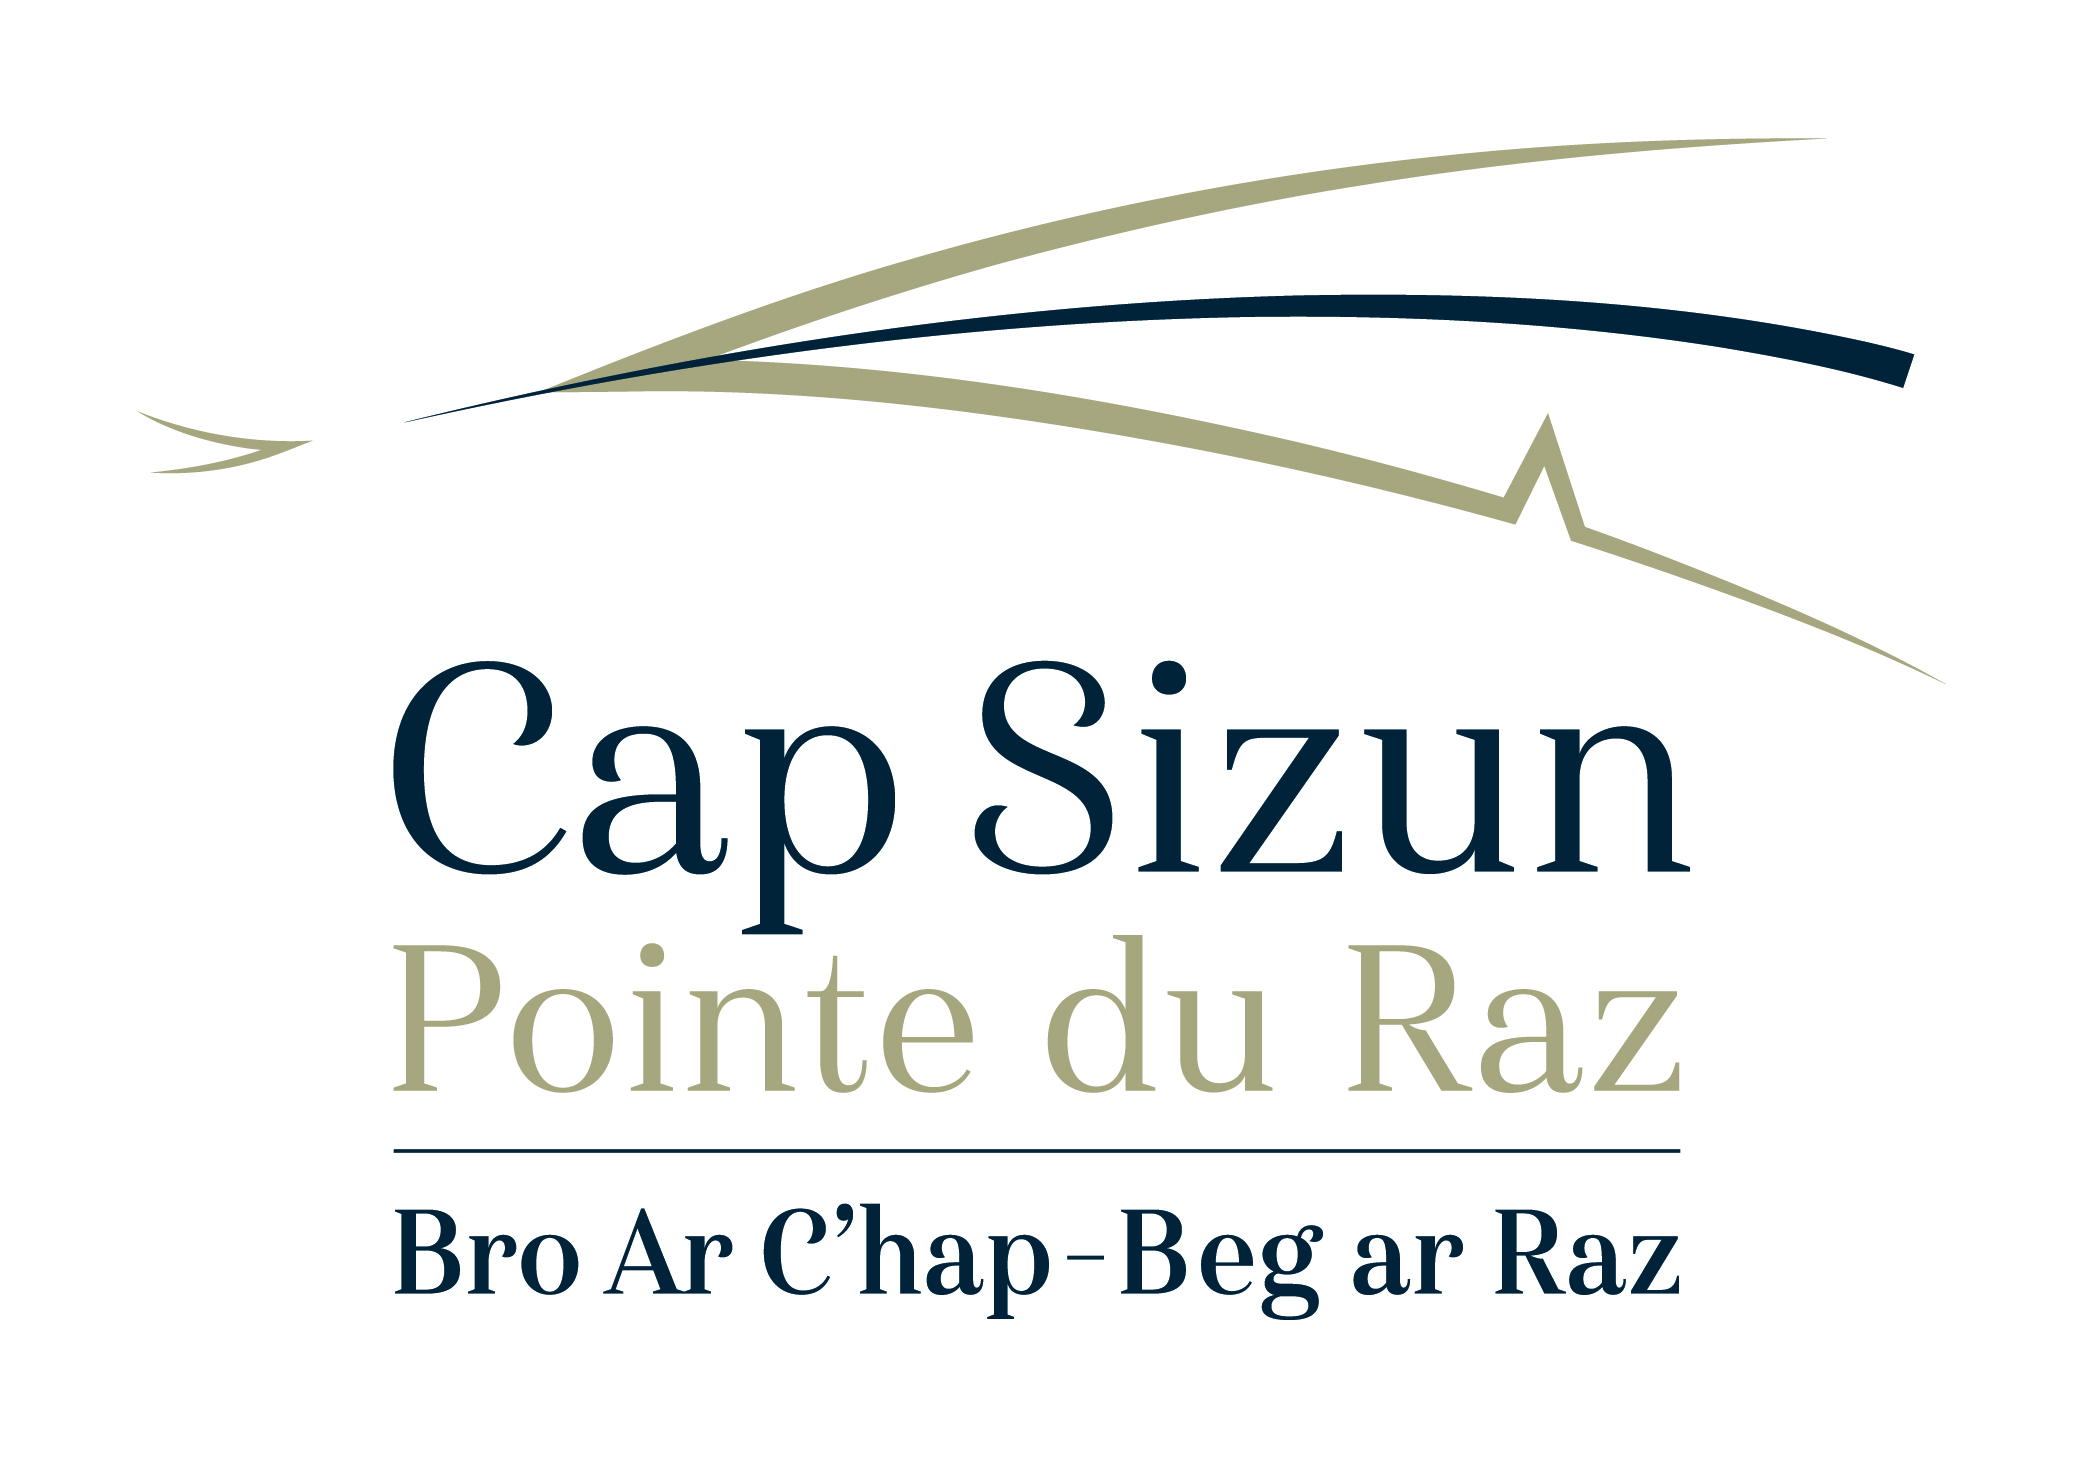 Cap Sizun
Pointe du Raz
Bro Ar C’hap-Beg ar Raz